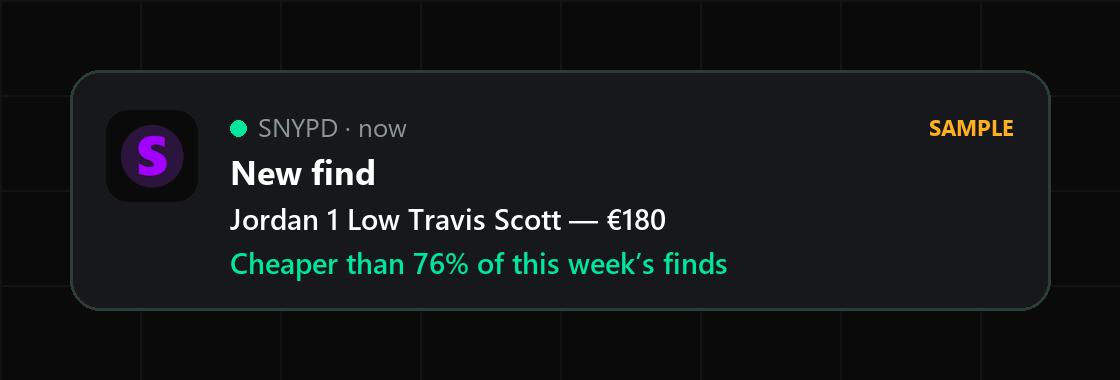 S
SNYPD · now
SAMPLE
New find
Jordan 1 Low Travis Scott — €180
Cheaper than 76% of this week’s finds